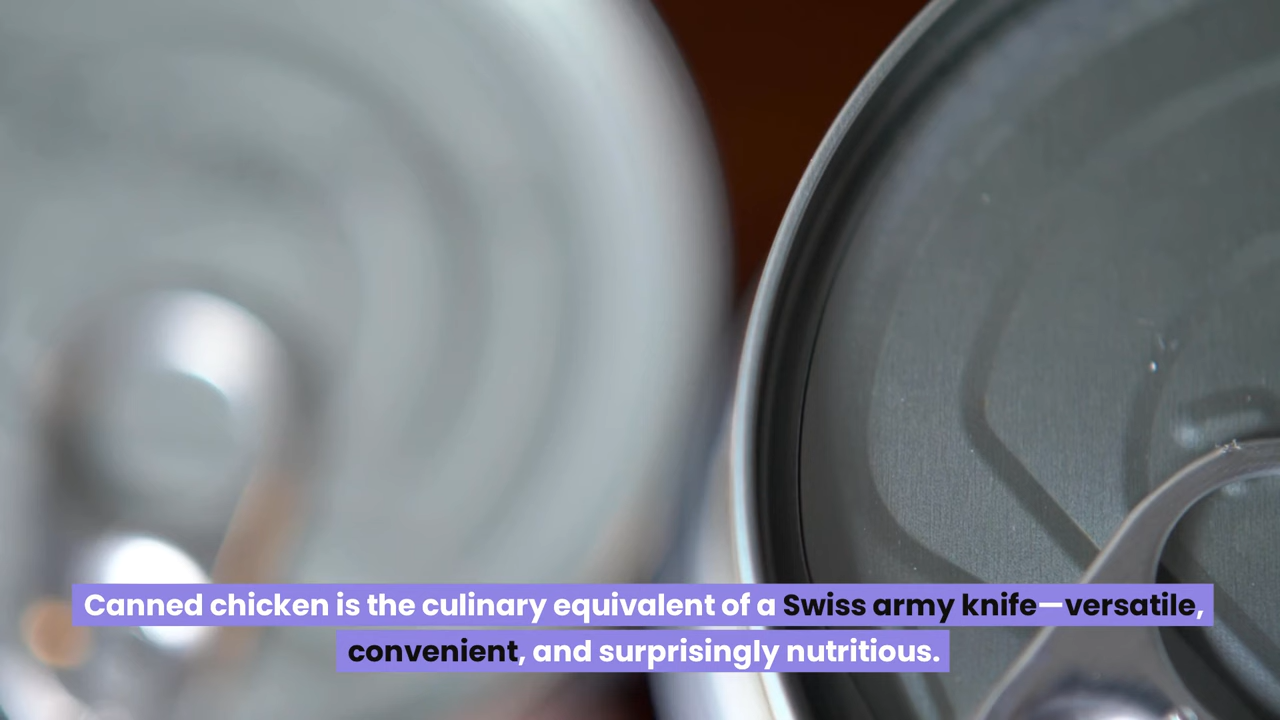 Canned chicken is the culinary equivalent of a Swiss army knife—versatile,
convenient, and surprisingly nutritious.